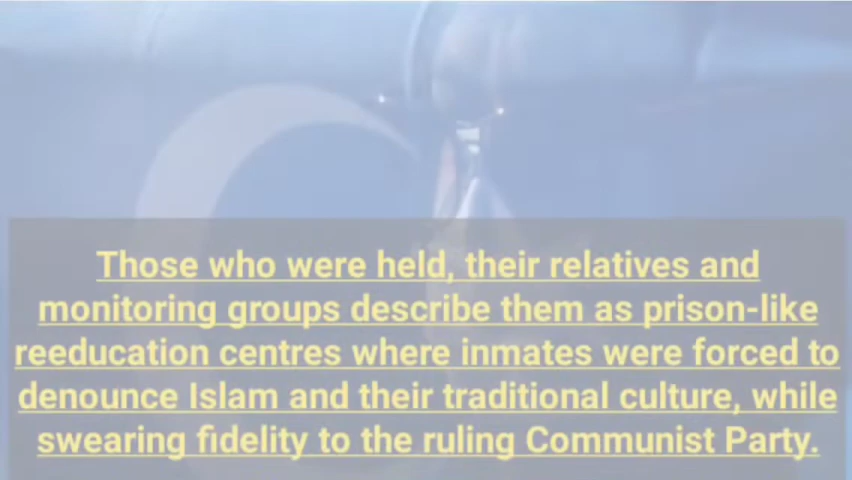 Those who were held, their relatives and
monitoring groups describe them as prison-like
reeducation centres where inmates were forced to
denounce Islam and their traditional culture, while
swearing fidelity to the ruling Communist Party.